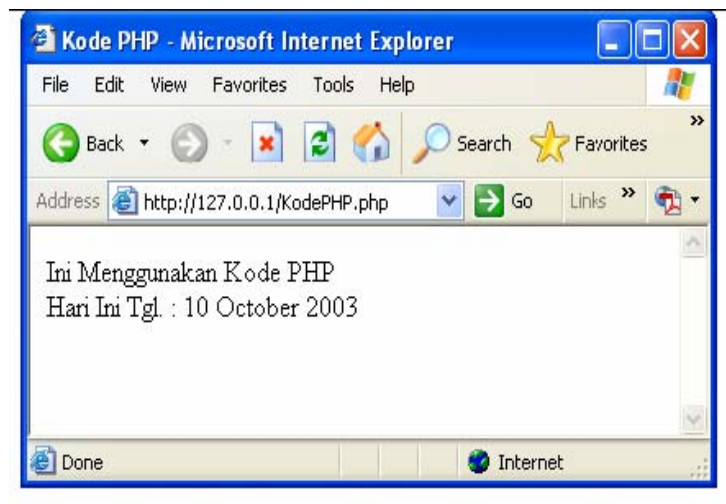 Kode PHP - Microsoft Internet Explorer
File Edit View Favorites Tools Help
Back Search Favorites »
Address http://127.0.0.1/KodePHP.php Go Links »
Ini Menggunakan Kode PHP
Hari Ini Tgl. : 10 October 2003
Done Internet